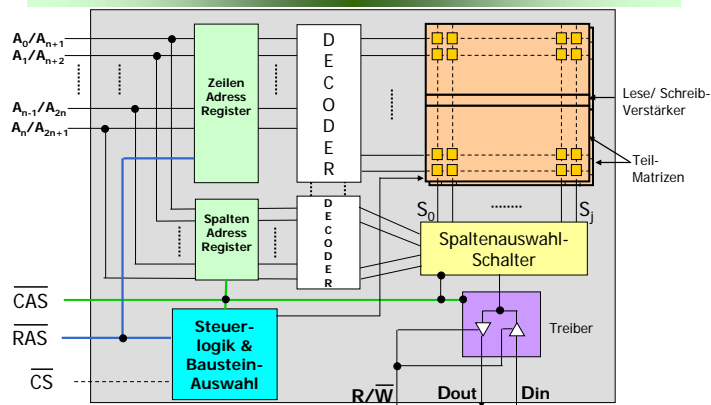 A0/An+1
A1/An+2
An-1/A2n
An/A2n+1
Zeilen
Adress
Register
D
E
C
O
D
E
R
Lese/ Schreib-
Verstärker
Teil-
Matrizen
S0
Sj
Spalten
Adress
Register
D
E
C
O
D
E
R
Spaltenauswahl-
Schalter
CAS
RAS
CS
Steuer-
logik &
Baustein-
Auswahl
Treiber
R/W
Dout
Din